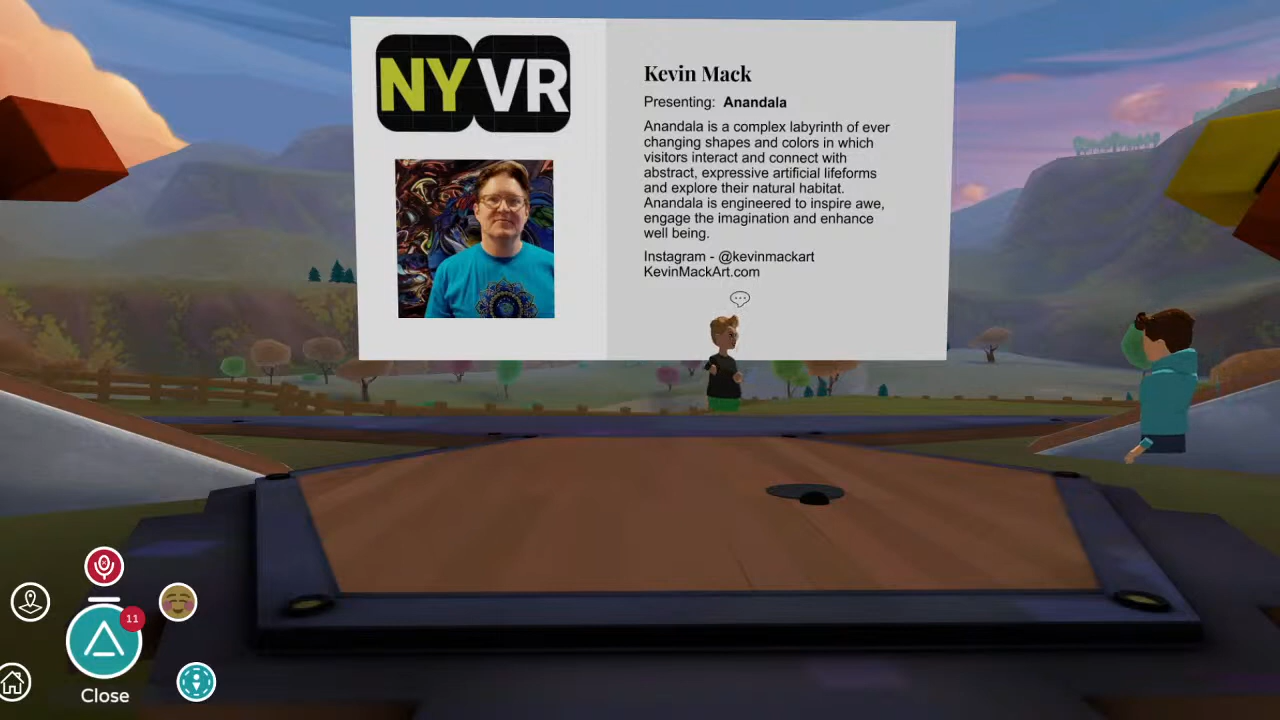 NYVR
Kevin Mack
Presenting: Anandala
Anandala is a complex labyrinth of ever
changing shapes and colors in which
visitors interact and connect with
abstract, expressive artificial lifeforms
and explore their natural habitat.
Anandala is engineered to inspire awe,
engage the imagination and enhance
well being.
Instagram - @kevinmackart
KevinMackArt.com
11
Close